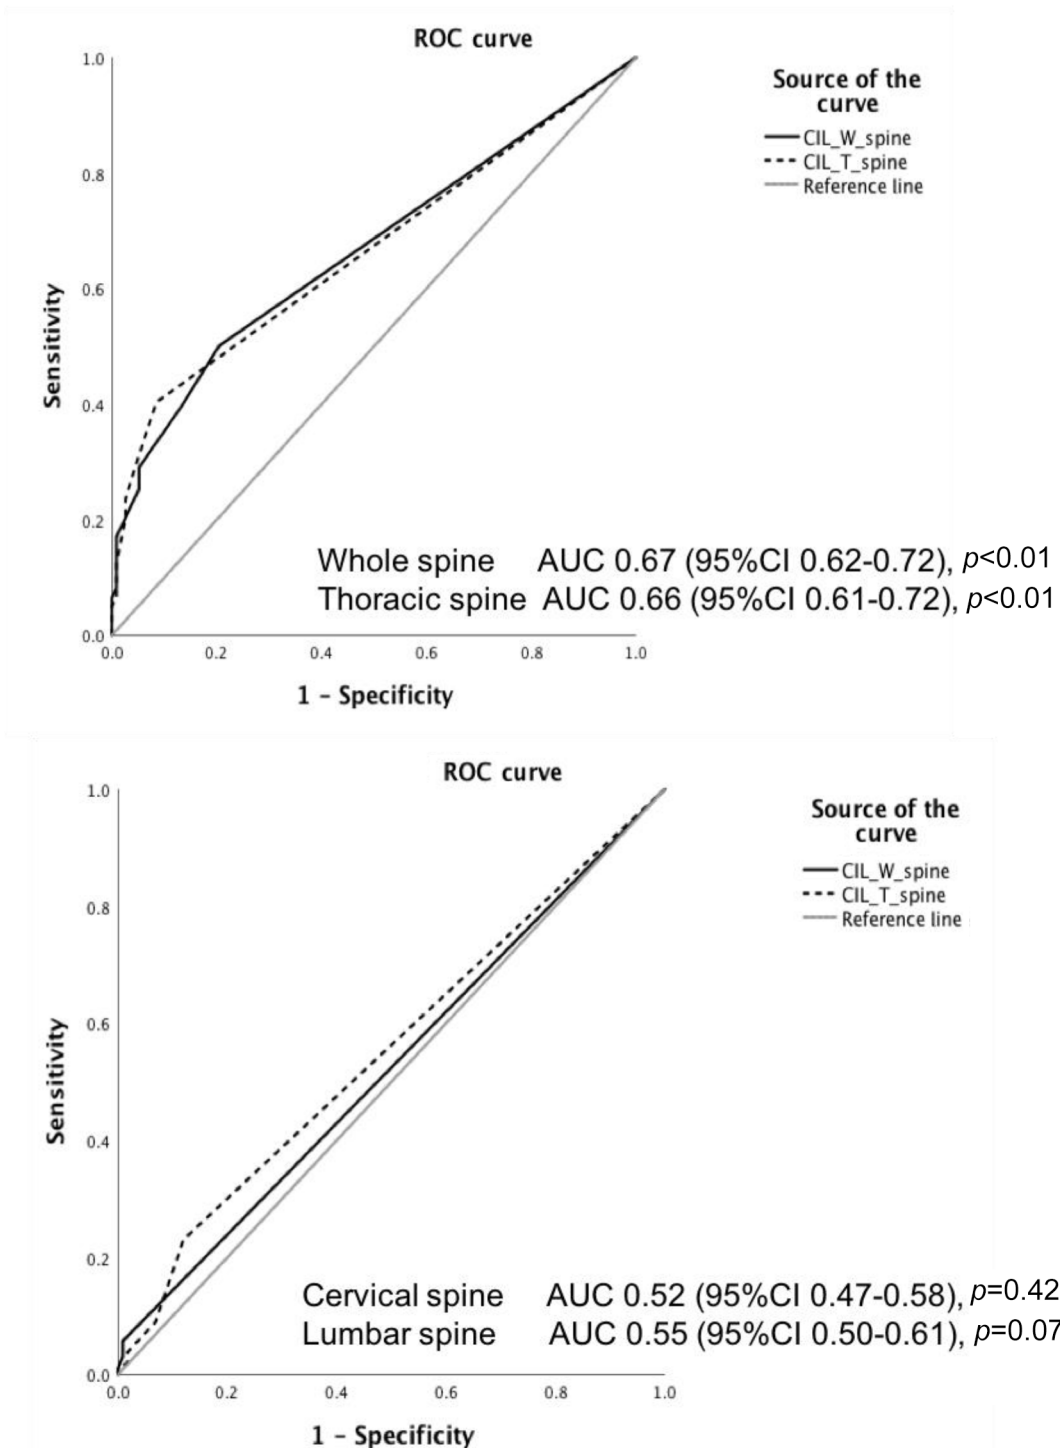 ROC curve
Source of the
curve
CIL_W_spine
CIL_T_spine
Reference line
Sensitivity
1.0
0.8
0.6
0.4
0.2
0.0
Whole spine AUC 0.67 (95%CI 0.62-0.72), p<0.01
Thoracic spine AUC 0.66 (95%CI 0.61-0.72), p<0.01
0.0 0.2 0.4 0.6 0.8 1.0
1 - Specificity
ROC curve
Source of the
curve
CIL_W_spine
CIL_T_spine
Reference line
Sensitivity
1.0
0.8
0.6
0.4
0.2
0.0
Cervical spine AUC 0.52 (95%CI 0.47-0.58), p=0.42
Lumbar spine AUC 0.55 (95%CI 0.50-0.61), p=0.07
0.0 0.2 0.4 0.6 0.8 1.0
1 - Specificity